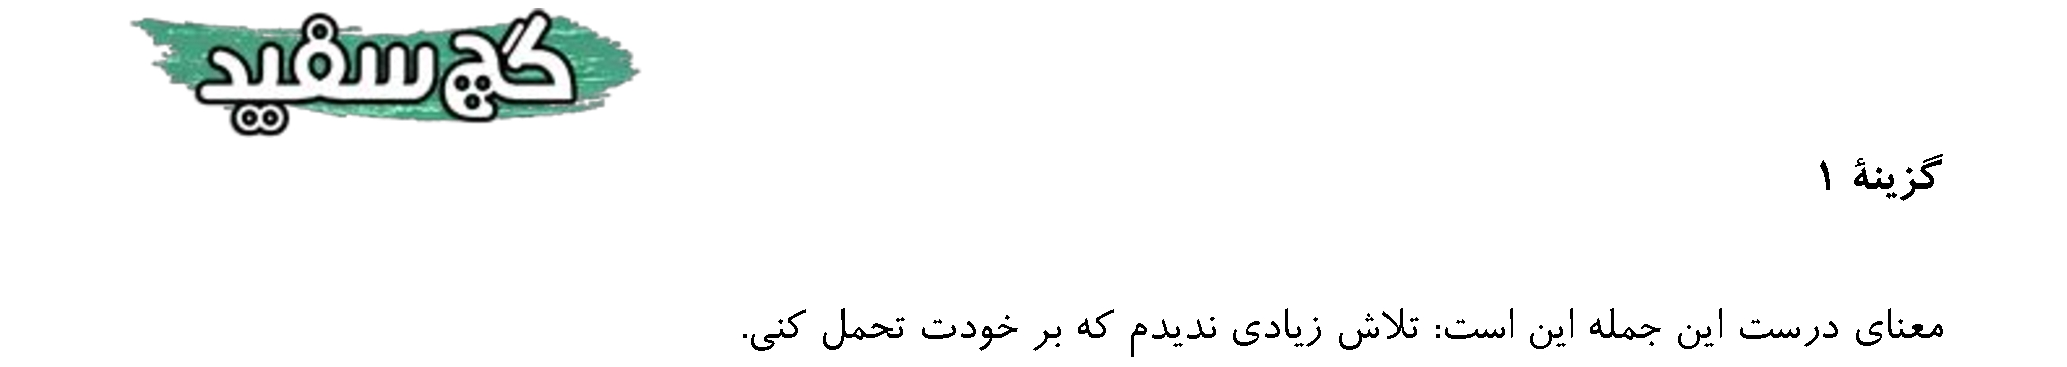 گچ سفید
گزینهٔ ۱
معنای درست این جمله این است: تلاش زیادی ندیدم که بر خودت تحمل کنی.